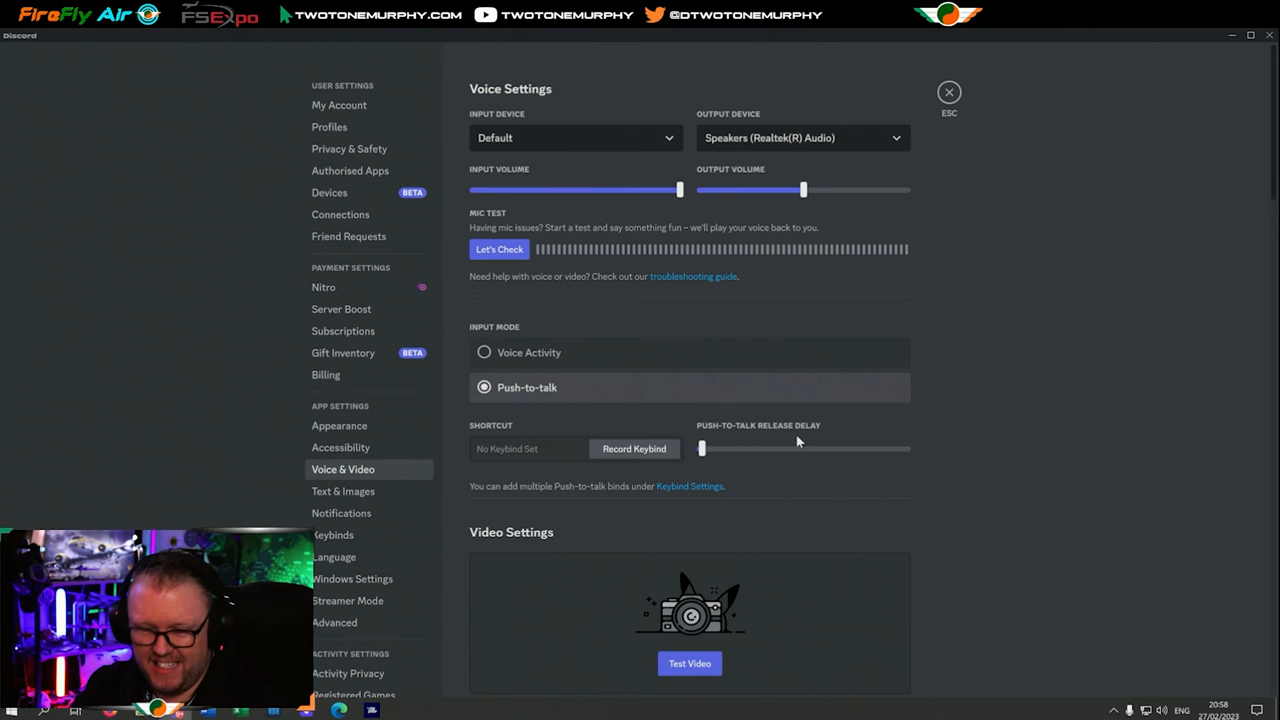 FireFly Air
FSExpo
TWOTONEMURPHY.COM
TWOTONEMURPHY
@DTWOTONEMURPHY
Discord
USER SETTINGS
My Account
Profiles
Privacy & Safety
Authorised Apps
Devices
BETA
Connections
Friend Requests
PAYMENT SETTINGS
Nitro
Server Boost
Subscriptions
Gift Inventory
BETA
Billing
APP SETTINGS
Appearance
Accessibility
Voice & Video
Text & Images
Notifications
Keybinds
Language
Windows Settings
Streamer Mode
Advanced
ACTIVITY SETTINGS
Activity Privacy
Registered Games
Voice Settings
ESC
INPUT DEVICE
OUTPUT DEVICE
Default
Speakers (Realtek(R) Audio)
INPUT VOLUME
OUTPUT VOLUME
MIC TEST
Having mic issues? Start a test and say something fun – we'll play your voice back to you.
Let's Check
Need help with voice or video? Check out our troubleshooting guide.
INPUT MODE
Voice Activity
Push-to-talk
SHORTCUT
PUSH-TO-TALK RELEASE DELAY
No Keybind Set
Record Keybind
You can add multiple Push-to-talk binds under Keybind Settings.
Video Settings
Test Video
ENG
20:58
27/02/2023